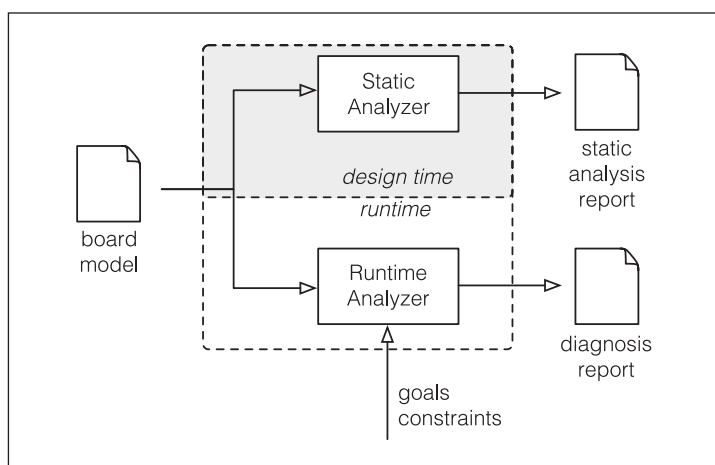 Static
Analyzer
static
analysis
report
design time
runtime
board
model
Runtime
Analyzer
diagnosis
report
goals
constraints